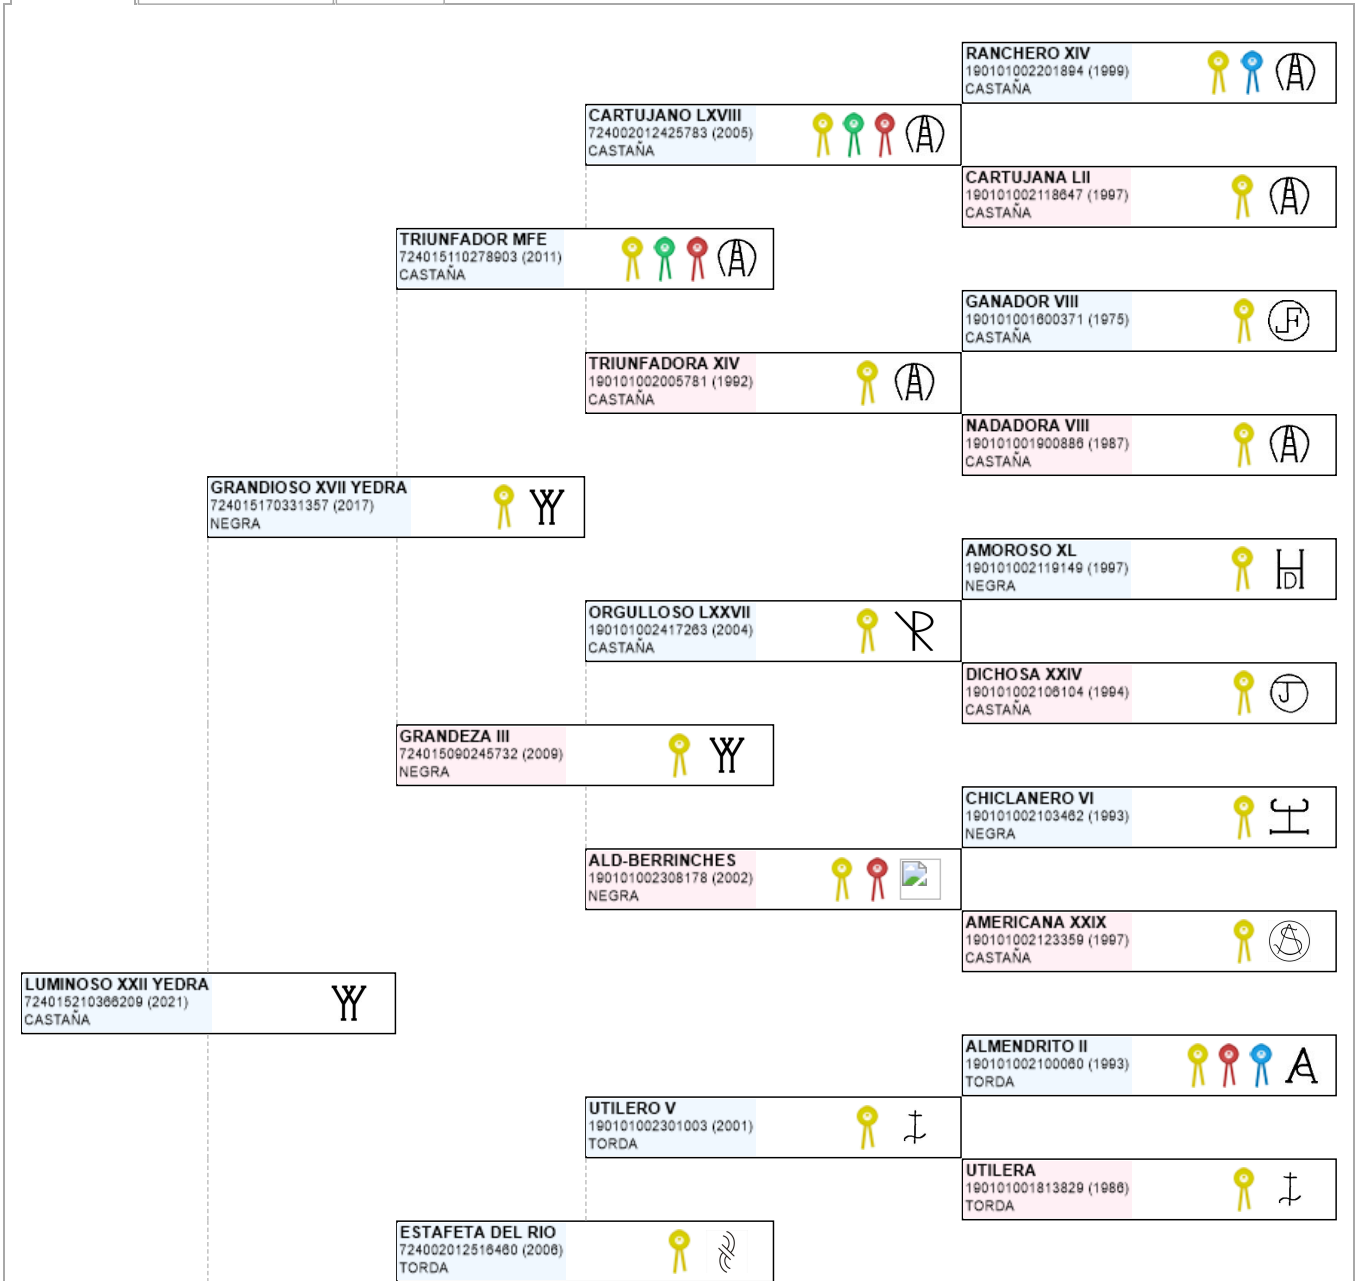 RANCHERO XIV
190101002201894 (1999)
CASTAÑA
CARTUJANO LXVIII
724002012425783 (2005)
CASTAÑA
CARTUJANA LII
190101002118647 (1997)
CASTAÑA
TRIUNFADOR MFE
724015110278903 (2011)
CASTAÑA
GANADOR VIII
190101001600371 (1975)
CASTAÑA
TRIUNFADORA XIV
190101002005781 (1992)
CASTAÑA
NADADORA VIII
190101001900886 (1987)
CASTAÑA
GRANDIOSO XVII YEDRA
724015170331357 (2017)
NEGRA
AMOROSO XL
190101002119149 (1997)
NEGRA
ORGULLOSO LXXVII
190101002417263 (2004)
CASTAÑA
DICHOSA XXIV
190101002106104 (1994)
CASTAÑA
GRANDEZA III
724015090245732 (2009)
NEGRA
CHICLANERO VI
190101002103462 (1993)
NEGRA
ALD-BERRINCHES
190101002308178 (2002)
NEGRA
AMERICANA XXIX
190101002123359 (1997)
CASTAÑA
LUMINOSO XXII YEDRA
724015210366209 (2021)
CASTAÑA
ALMENDRITO II
190101002100060 (1993)
TORDA
UTILERO V
190101002301003 (2001)
TORDA
UTILERA
190101001813829 (1986)
TORDA
ESTAFETA DEL RIO
724002012516460 (2006)
TORDA